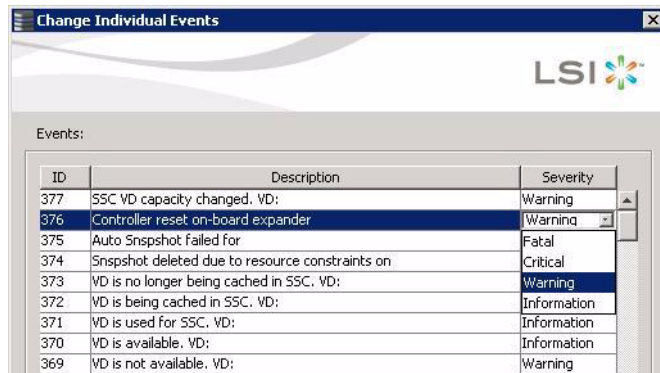 Change Individual Events
LSI
Events:
ID Description Severity
377 SSC VD capacity changed. VD: Warning
376 Controller reset on-board expander Warning
375 Auto Snspshot failed for Fatal
374 Snspshot deleted due to resource constraints on Critical
373 VD is no longer being cached in SSC. VD: Warning
372 VD is being cached in SSC. VD: Information
371 VD is used for SSC. VD: Information
370 VD is available. VD: Information
369 VD is not available. VD: Warning